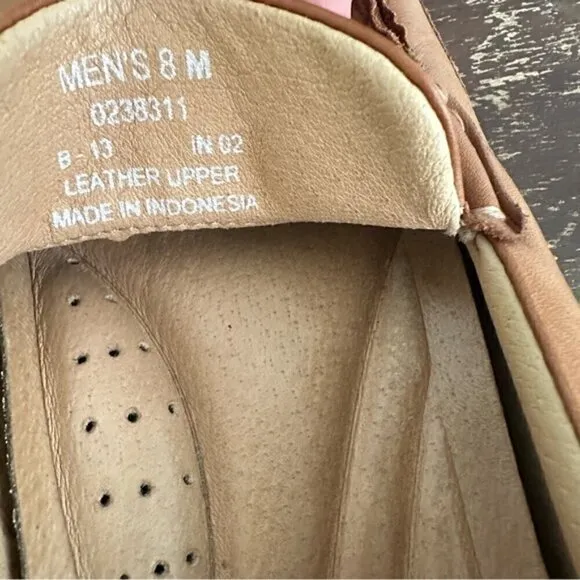 MEN'S 8 M
0238311
B - 13 IN 02
LEATHER UPPER
MADE IN INDONESIA